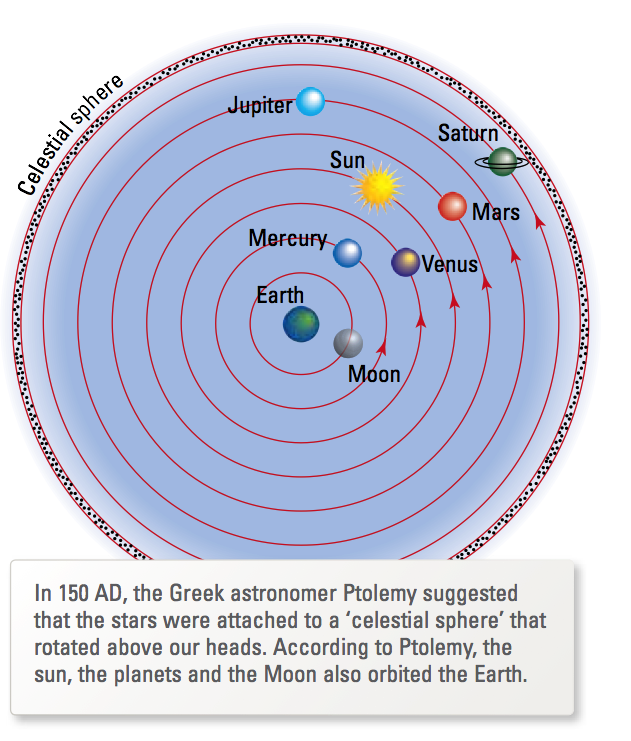 Celestial sphere
Jupiter
Saturn
Sun
Mars
Mercury
Venus
Earth
Moon
In 150 AD, the Greek astronomer Ptolemy suggested
that the stars were attached to a ‘celestial sphere’ that
rotated above our heads. According to Ptolemy, the
sun, the planets and the Moon also orbited the Earth.